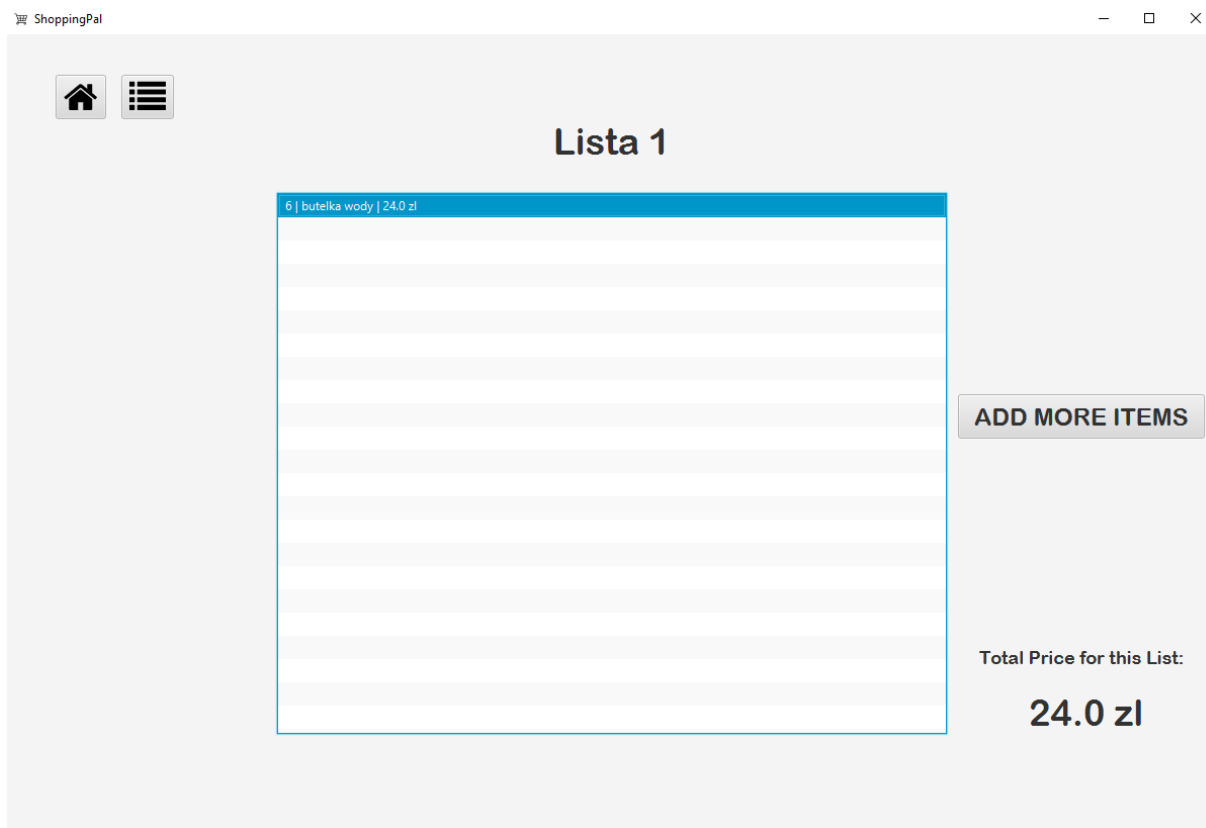 ShoppingPal
Lista 1
6 | butelka wody | 24.0 zl
ADD MORE ITEMS
Total Price for this List:
24.0 zl